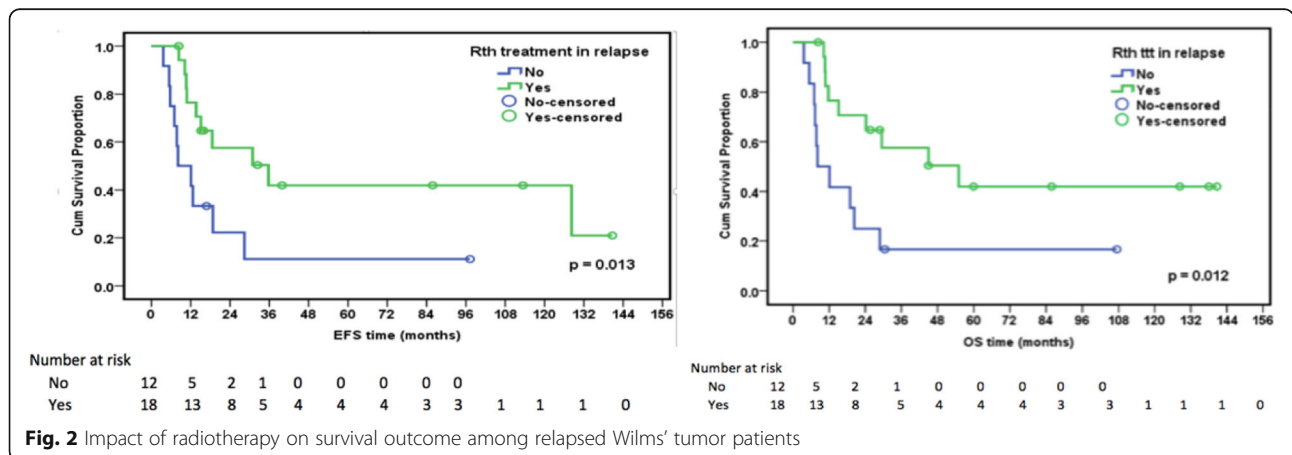 Rth treatment in relapse
No
Yes
No-censored
Yes-censored
Cum Survival Proportion
1.0
0.8
0.6
0.4
0.2
0.0
p = 0.013
0 12 24 36 48 60 72 84 96 108 120 132 144 156
EFS time (months)
Number at risk
No 12 5 2 1 0 0 0 0 0
Yes 18 13 8 5 4 4 4 3 3 1 1 1 0
Rth ttt in relapse
No
Yes
No-censored
Yes-censored
Cum Survival Proportion
1.0
0.8
0.6
0.4
0.2
0.0
p = 0.012
0 12 24 36 48 60 72 84 96 108 120 132 144 156
OS time (months)
Number at risk
No 12 5 2 1 0 0 0 0 0
Yes 18 13 8 5 4 4 4 3 3 1 1 1 0
Fig. 2 Impact of radiotherapy on survival outcome among relapsed Wilms’ tumor patients